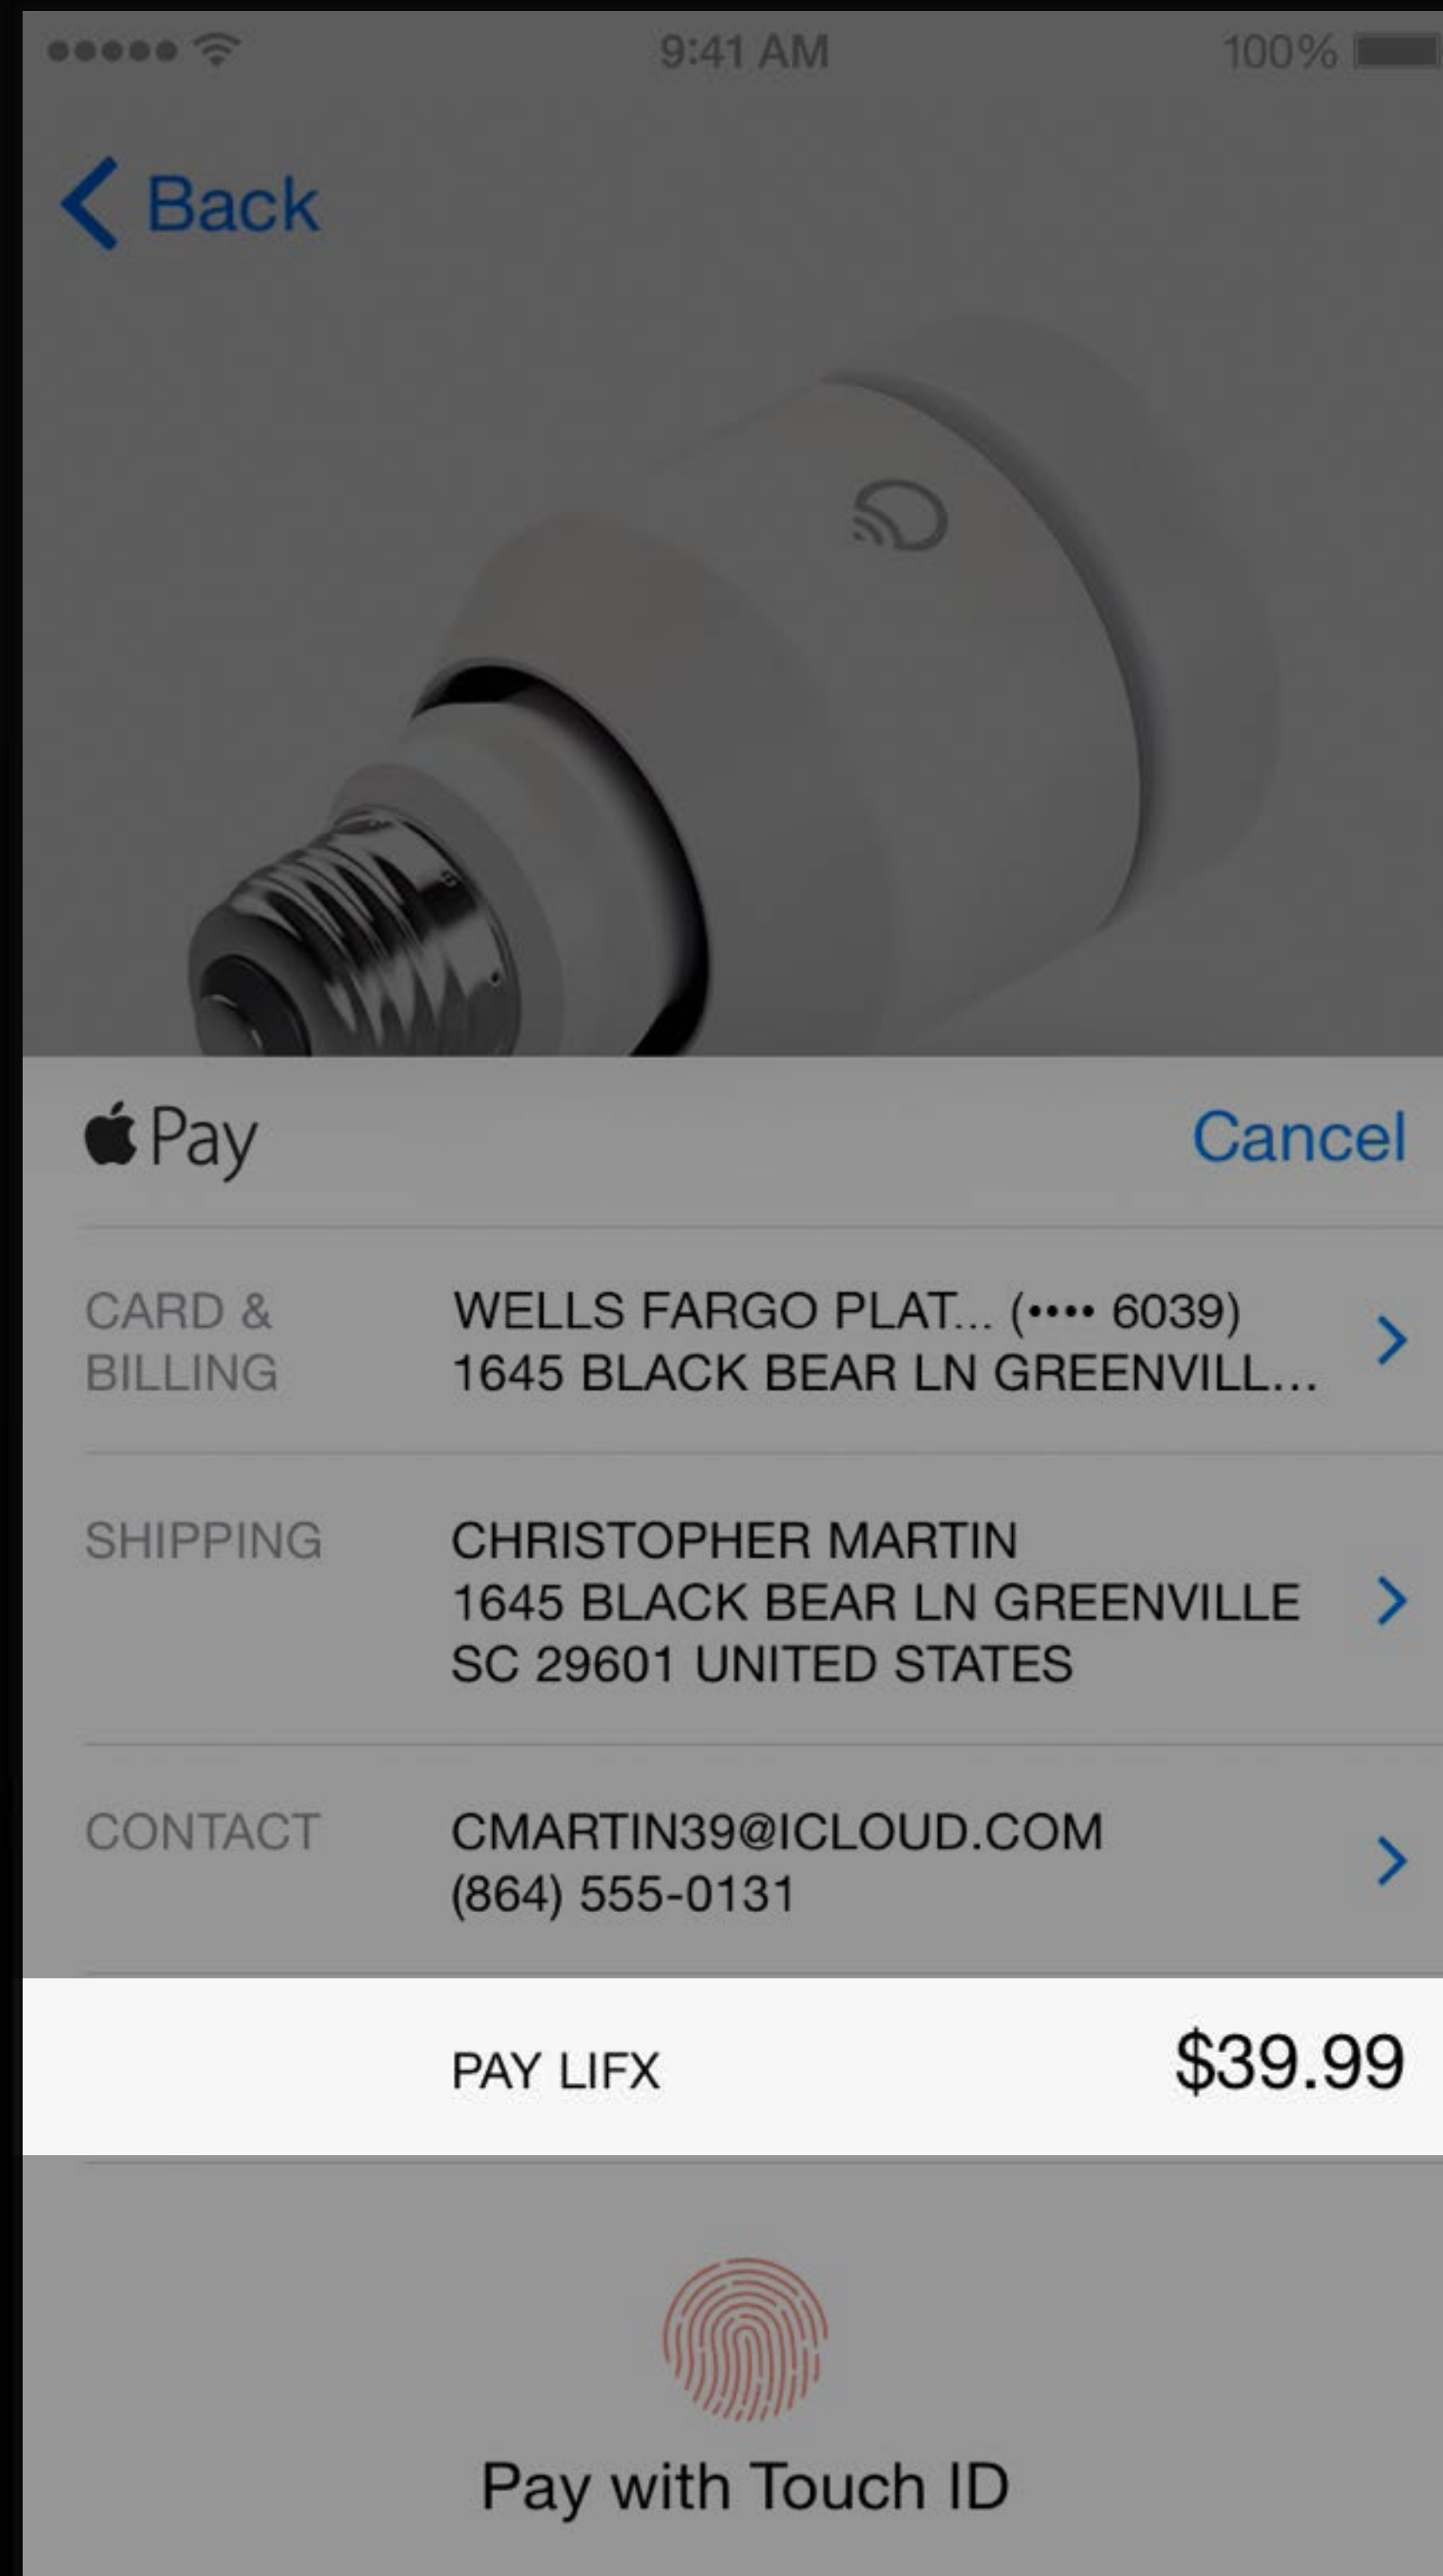 9:41 AM 100%
Back
Pay Cancel
CARD & WELLS FARGO PLAT... (•••• 6039)
BILLING 1645 BLACK BEAR LN GREENVILL...
SHIPPING CHRISTOPHER MARTIN
1645 BLACK BEAR LN GREENVILLE
SC 29601 UNITED STATES
CONTACT CMARTIN39@ICLOUD.COM
(864) 555-0131
PAY LIFX $39.99
Pay with Touch ID